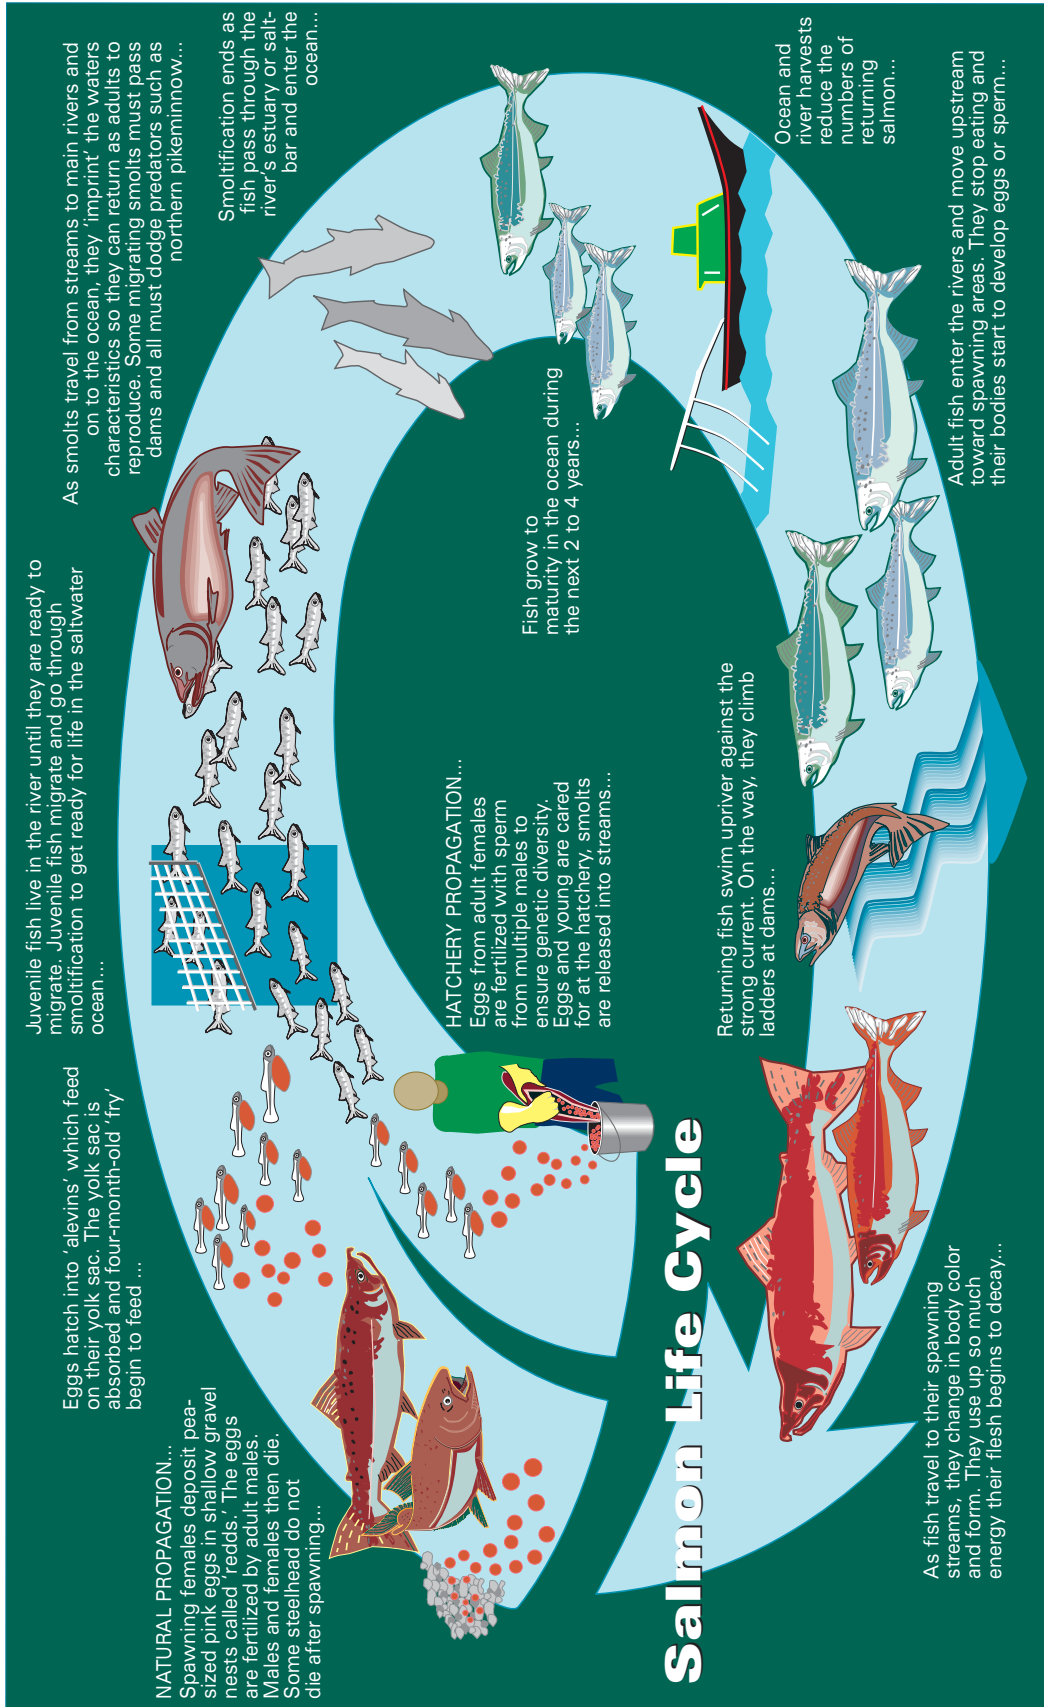 Salmon Life Cycle
NATURAL PROPAGATION...
Spawning females deposit pea-
sized pink eggs in shallow gravel
nests called ‘redds.’ The eggs
are fertilized by adult males.
Males and females then die.
Some steelhead do not
die after spawning...
Eggs hatch into ‘alevins’ which feed
on their yolk sac. The yolk sac is
absorbed and four-month-old ‘fry’
begin to feed ...
HATCHERY PROPAGATION...
Eggs from adult females
are fertilized with sperm
from multiple males to
ensure genetic diversity.
Eggs and young are cared
for at the hatchery, smolts
are released into streams...
Juvenile fish live in the river until they are ready to
migrate. Juvenile fish migrate and go through
smoltification to get ready for life in the saltwater
ocean...
As smolts travel from streams to main rivers and
on to the ocean, they ‘imprint’ the waters
characteristics so they can return as adults to
reproduce. Some migrating smolts must pass
dams and all must dodge predators such as
northern pikeminnow...
Smoltification ends as
fish pass through the
river’s estuary or salt-
bar and enter the
ocean...
Fish grow to
maturity in the ocean during
the next 2 to 4 years...
Ocean and
river harvests
reduce the
numbers of
returning
salmon...
Adult fish enter the rivers and move upstream
toward spawning areas. They stop eating and
their bodies start to develop eggs or sperm...
Returning fish swim upriver against the
strong current. On the way, they climb
ladders at dams...
As fish travel to their spawning
streams, they change in body color
and form. They use up so much
energy their flesh begins to decay...